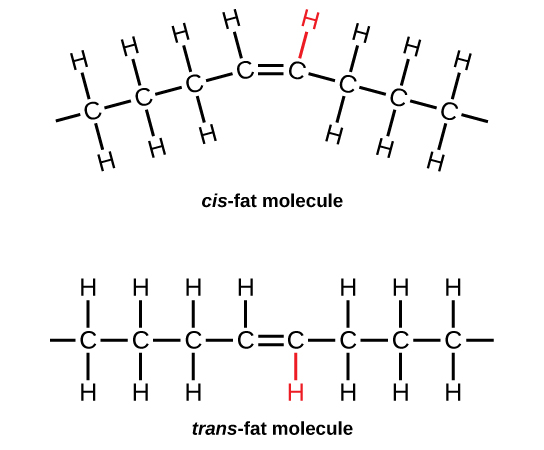 H H H H H H H H
C C C C C C C C
H H H H H H
cis-fat molecule
H H H H H H H
C C C C C C C C
H H H H H H H
trans-fat molecule